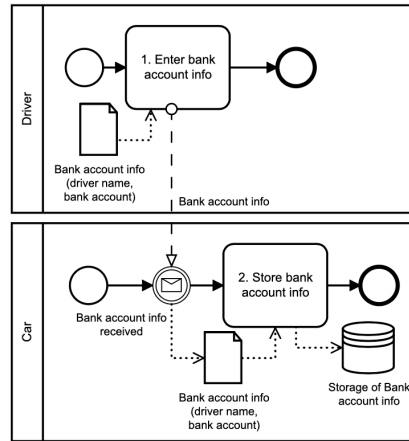 Driver
1. Enter bank
account info
Bank account info
(driver name,
bank account)
Bank account info
Car
Bank account info
received
2. Store bank
account info
Bank account info
(driver name,
bank account)
Storage of Bank
account info